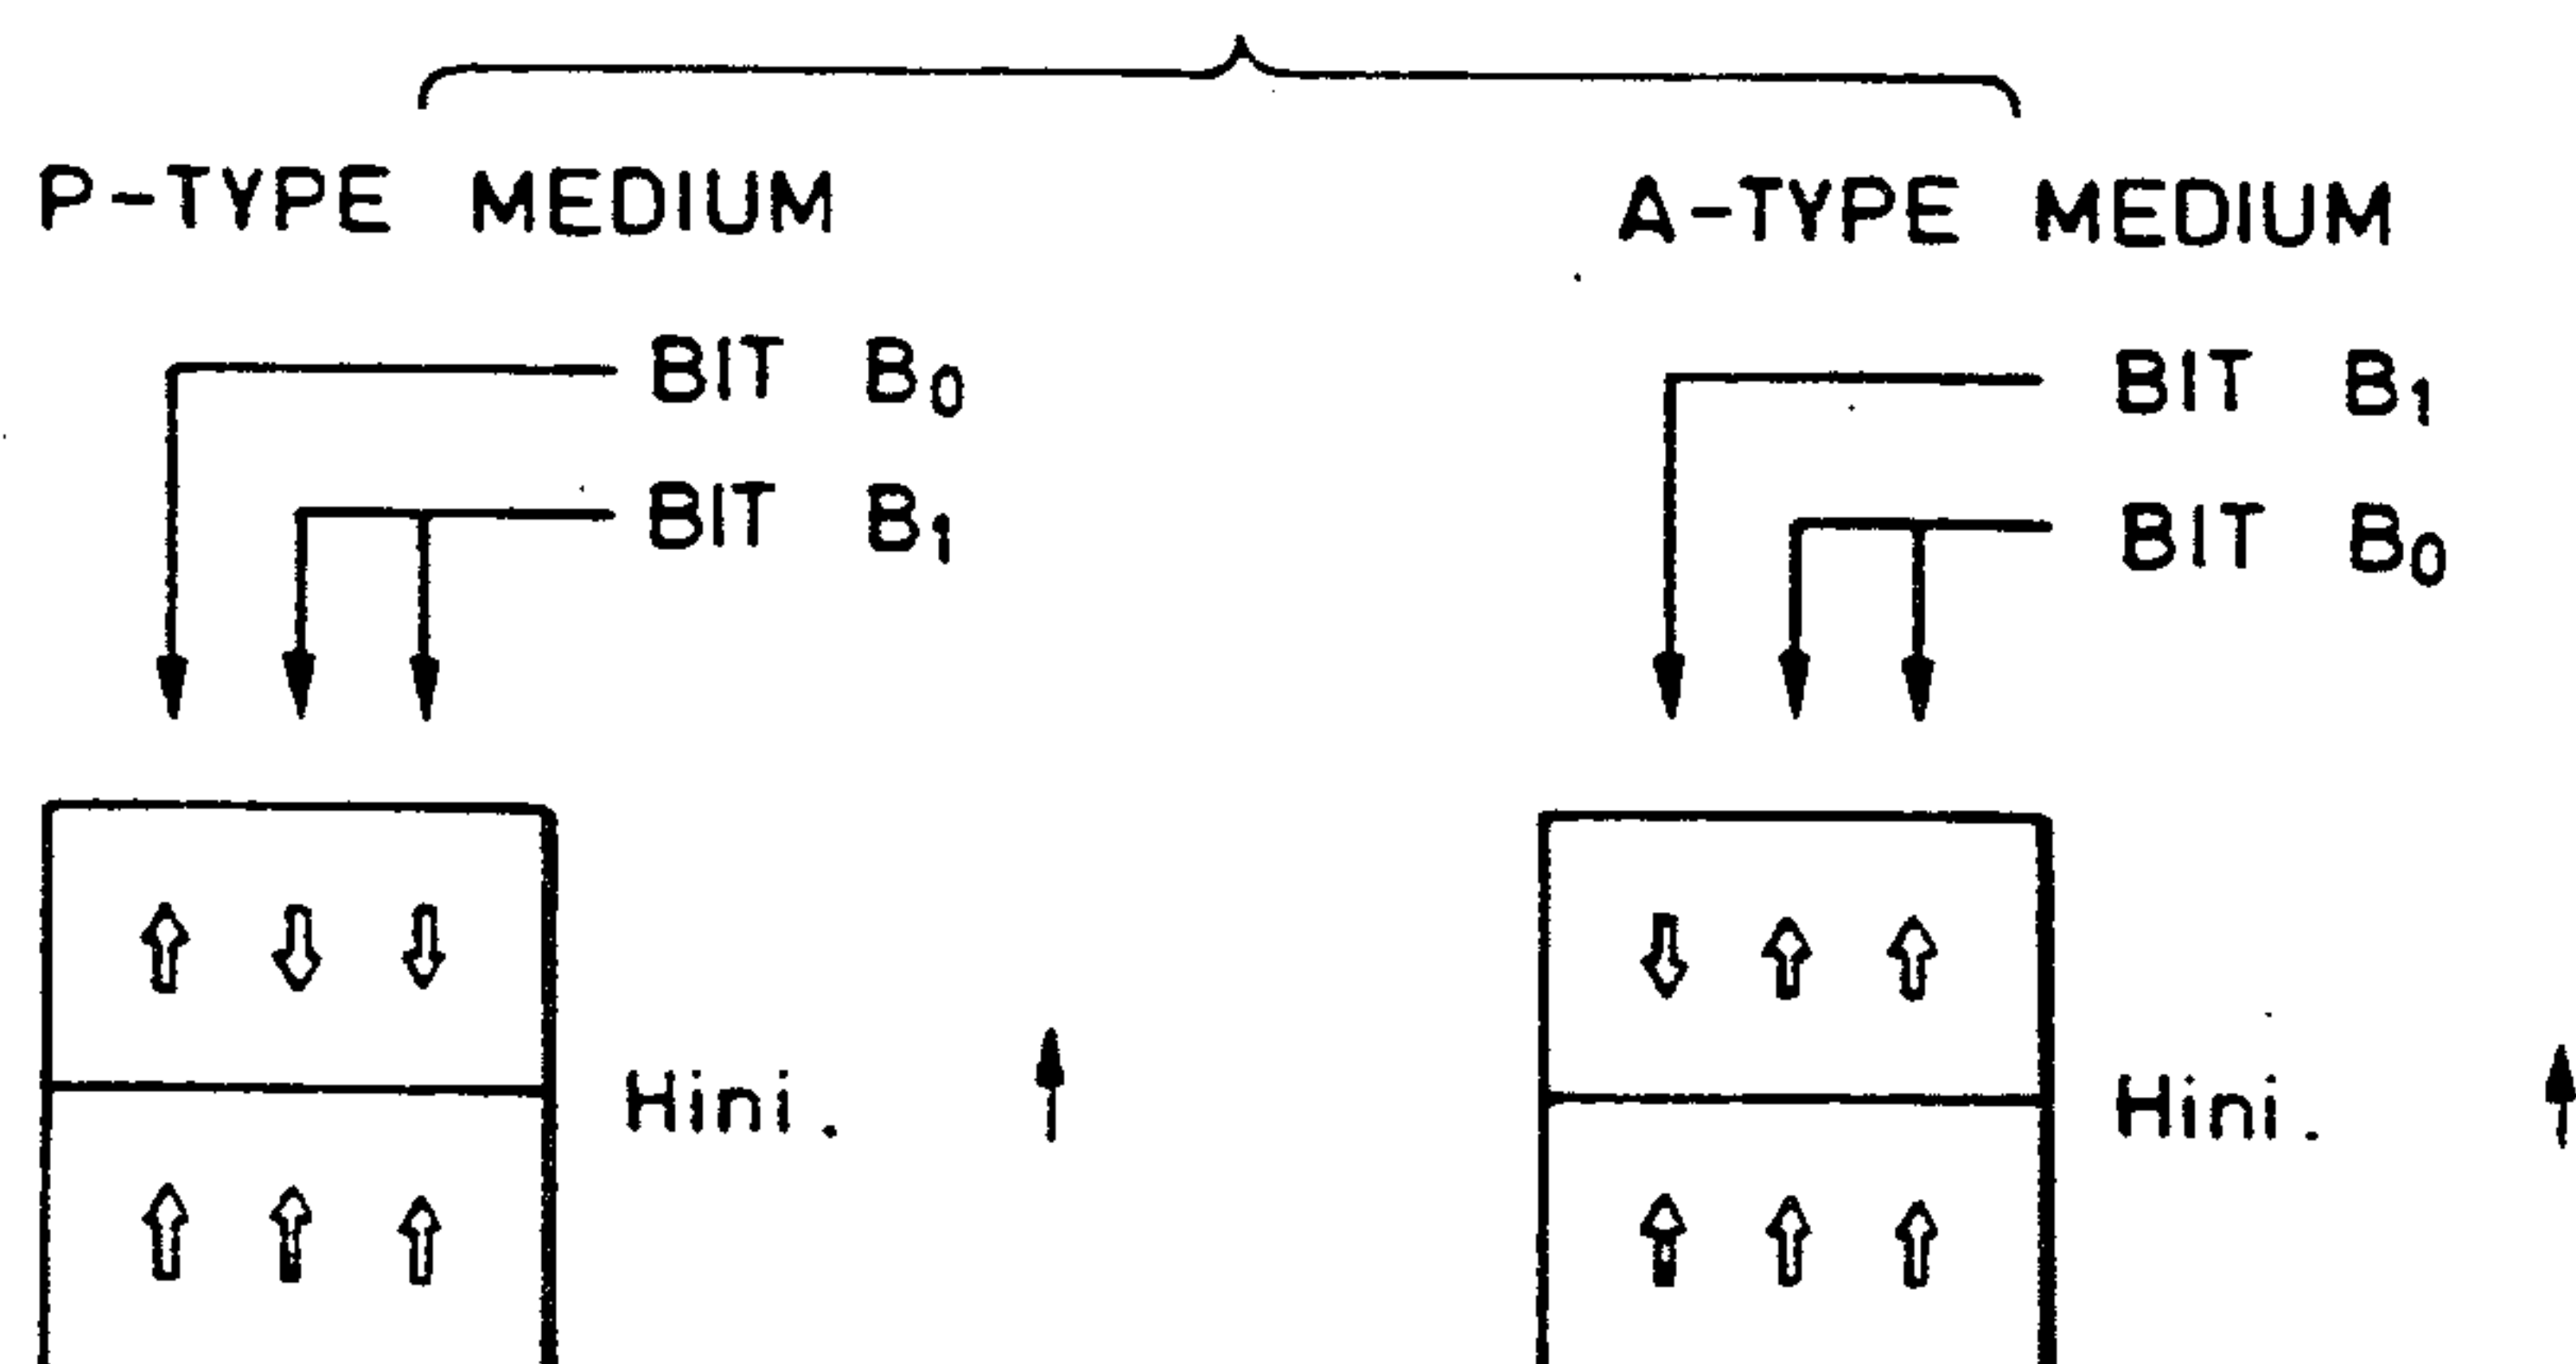 P-TYPE MEDIUM
BIT B₀
BIT B₁
Hini.
A-TYPE MEDIUM
BIT B₁
BIT B₀
Hini.